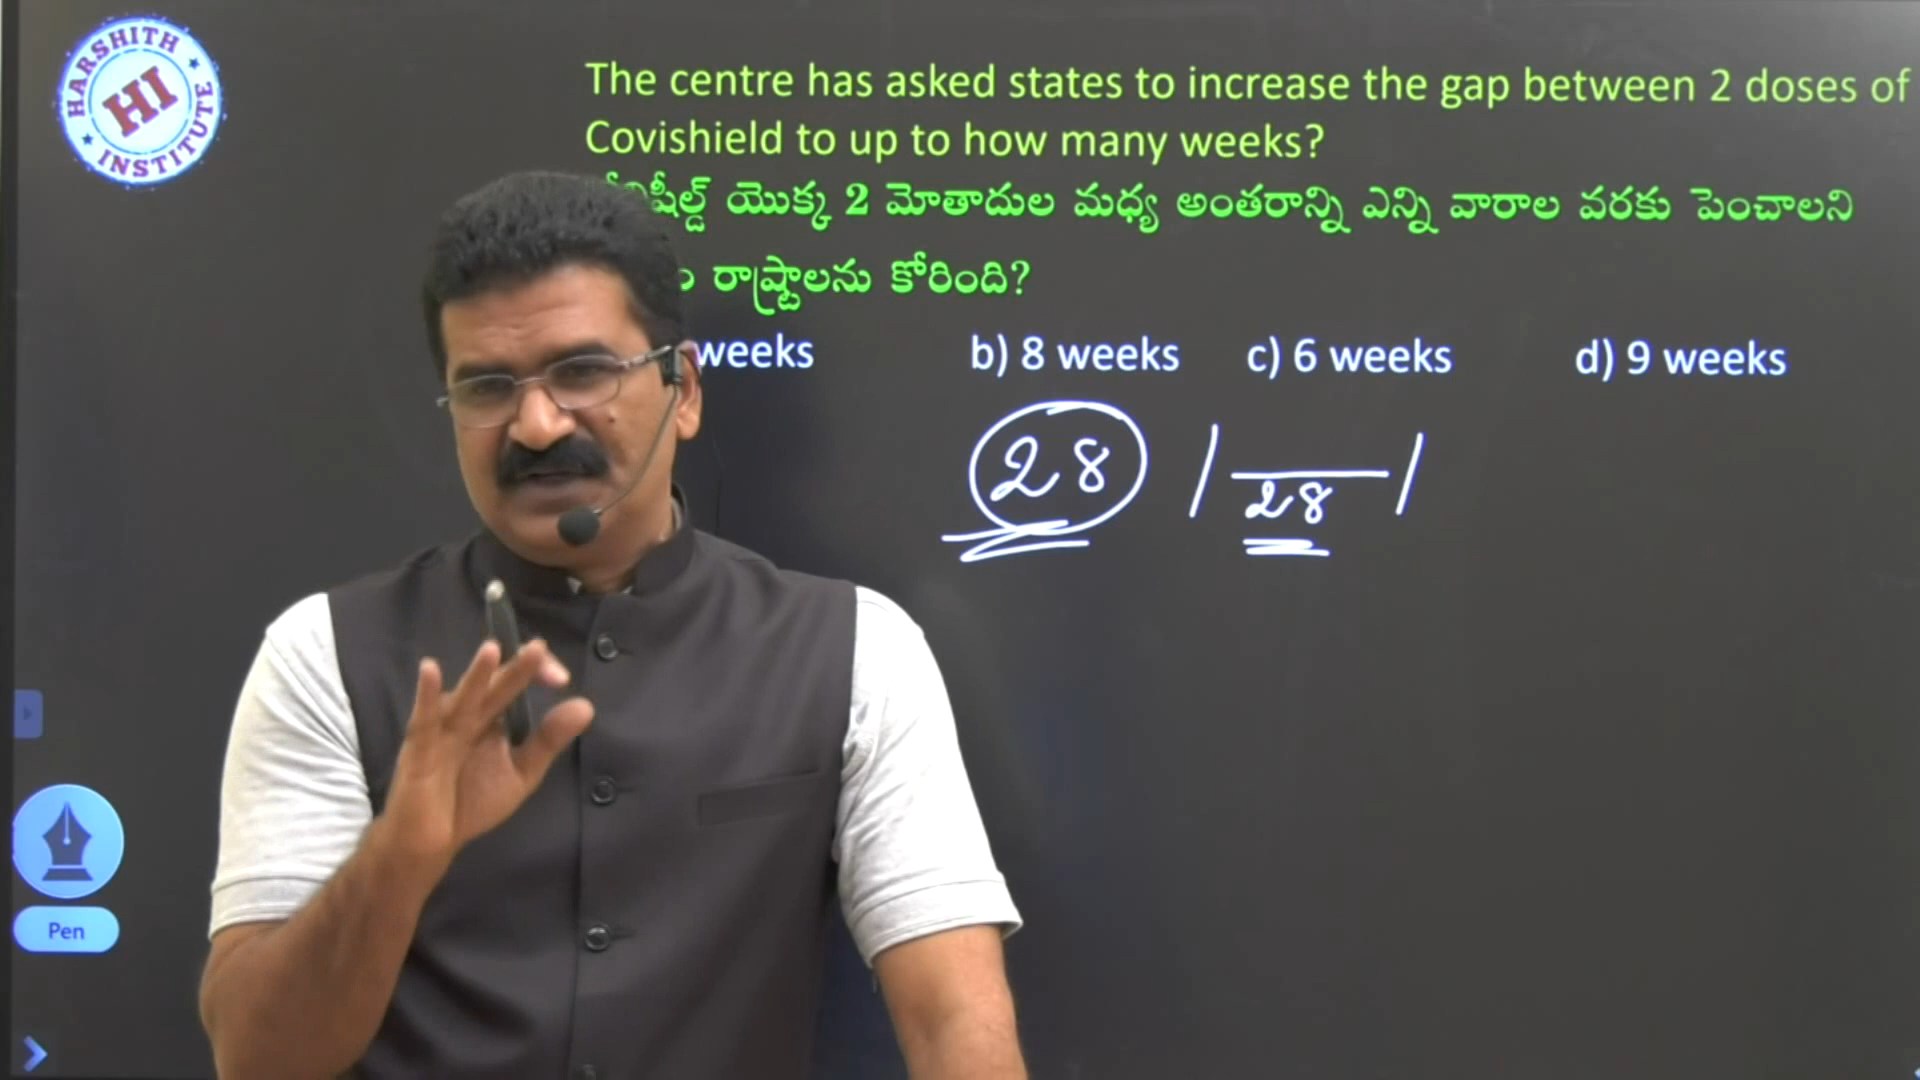 HARSHITH
HI
INSTITUTE
The centre has asked states to increase the gap between 2 doses of
Covishield to up to how many weeks?
యొక్క 2 మోతాదుల మధ్య అంతరాన్ని ఎన్ని వారాల వరకు పెంచాలని
రాష్ట్రాలను కోరింది?
weeks b) 8 weeks c) 6 weeks d) 9 weeks
28 / 28 /
Pen